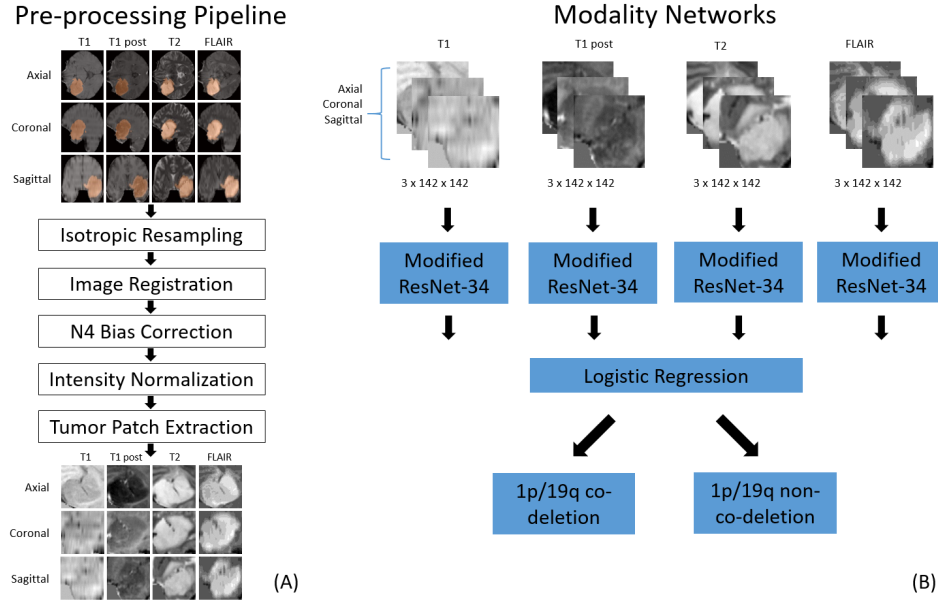 Pre-processing Pipeline
T1 T1 post T2 FLAIR
Axial
Coronal
Sagittal
Isotropic Resampling
Image Registration
N4 Bias Correction
Intensity Normalization
Tumor Patch Extraction
T1 T1 post T2 FLAIR
Axial
Coronal
Sagittal
(A)
Modality Networks
T1 T1 post T2 FLAIR
Axial
Coronal
Sagittal
3 x 142 x 142 3 x 142 x 142 3 x 142 x 142 3 x 142 x 142
Modified Modified Modified Modified
ResNet-34 ResNet-34 ResNet-34 ResNet-34
Logistic Regression
1p/19q co- 1p/19q non-
deletion co-deletion
(B)